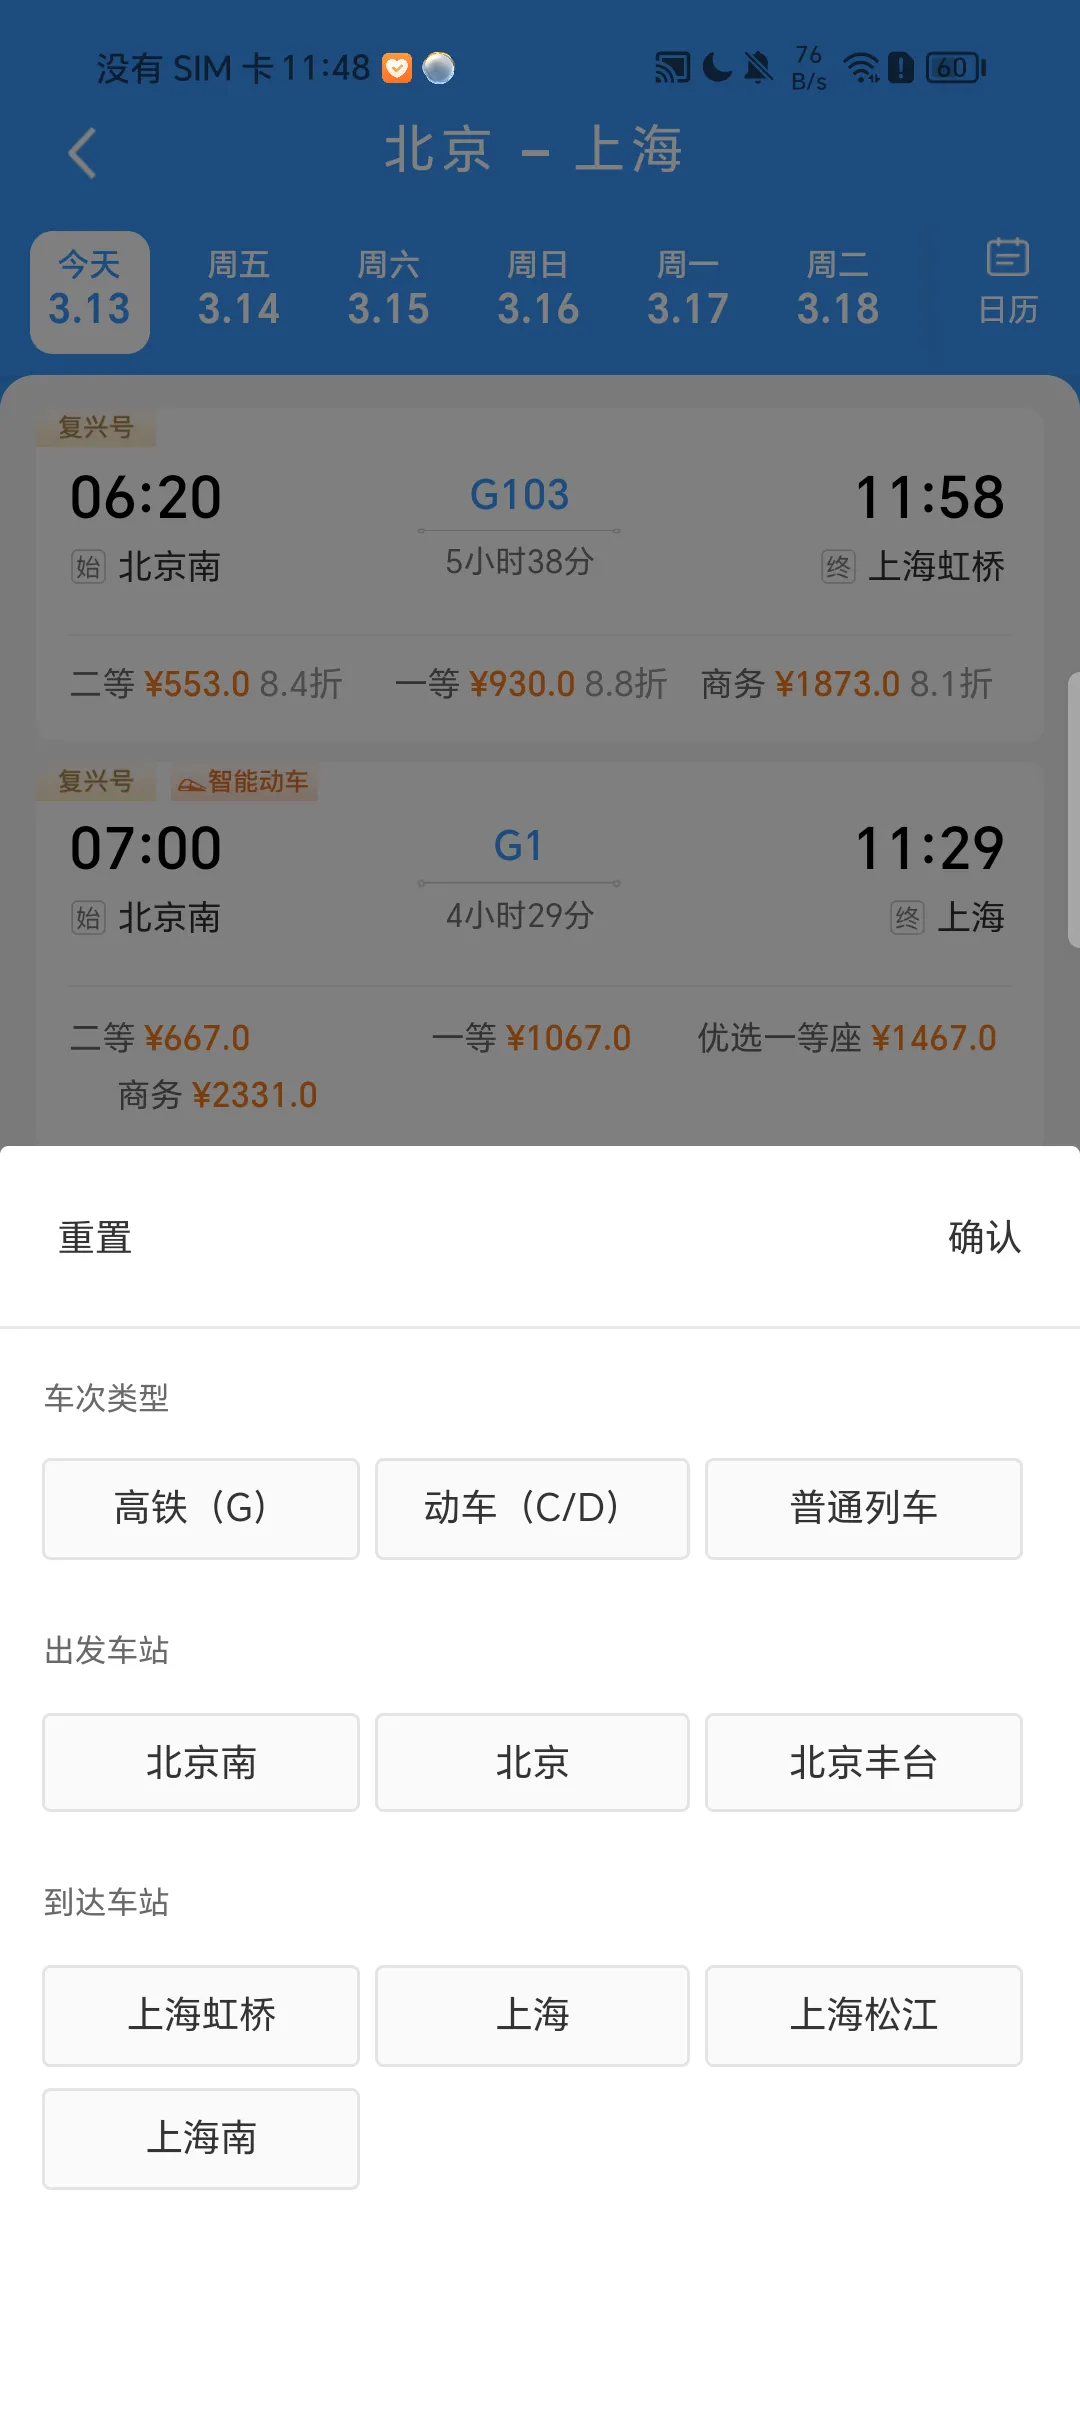 没有 SIM 卡 11:48 76 B/s 60
北京 – 上海
今天 周五 周六 周日 周一 周二
3.13 3.14 3.15 3.16 3.17 3.18 日历
复兴号
06:20 G103 11:58
始 北京南 5小时38分 终 上海虹桥
二等 ¥553.0 8.4折 一等 ¥930.0 8.8折 商务 ¥1873.0 8.1折
复兴号 智能动车
07:00 G1 11:29
始 北京南 4小时29分 终 上海
二等 ¥667.0 一等 ¥1067.0 优选一等座 ¥1467.0
商务 ¥2331.0
重置 确认
车次类型
高铁（G） 动车（C/D） 普通列车
出发车站
北京南 北京 北京丰台
到达车站
上海虹桥 上海 上海松江
上海南